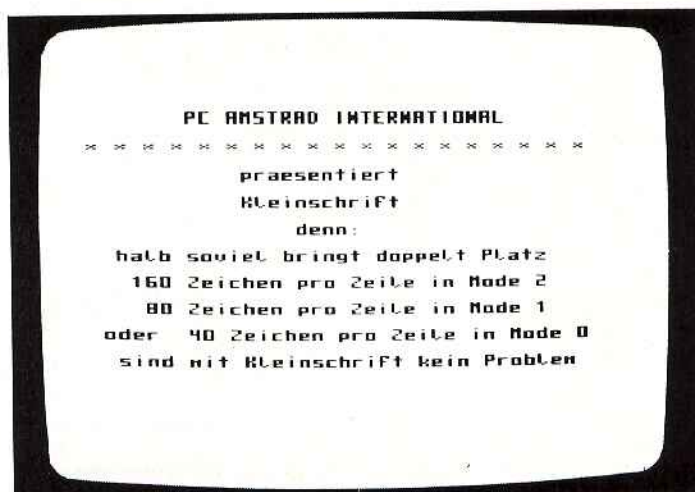 PC AMSTRAD INTERNATIONAL
× × × × × × × × × × × × × × × × × × ×
praesentiert
Kleinschrift
denn:
halb soviel bringt doppelt Platz
160 Zeichen pro Zeile in Mode 2
80 Zeichen pro Zeile in Mode 1
oder 40 Zeichen pro Zeile in Mode 0
sind mit Kleinschrift kein Problem